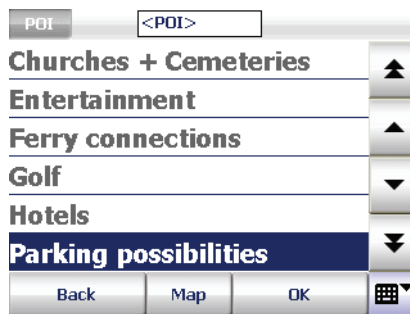 POI <POI>
Churches + Cemeteries
Entertainment
Ferry connections
Golf
Hotels
Parking possibilities
Back Map OK